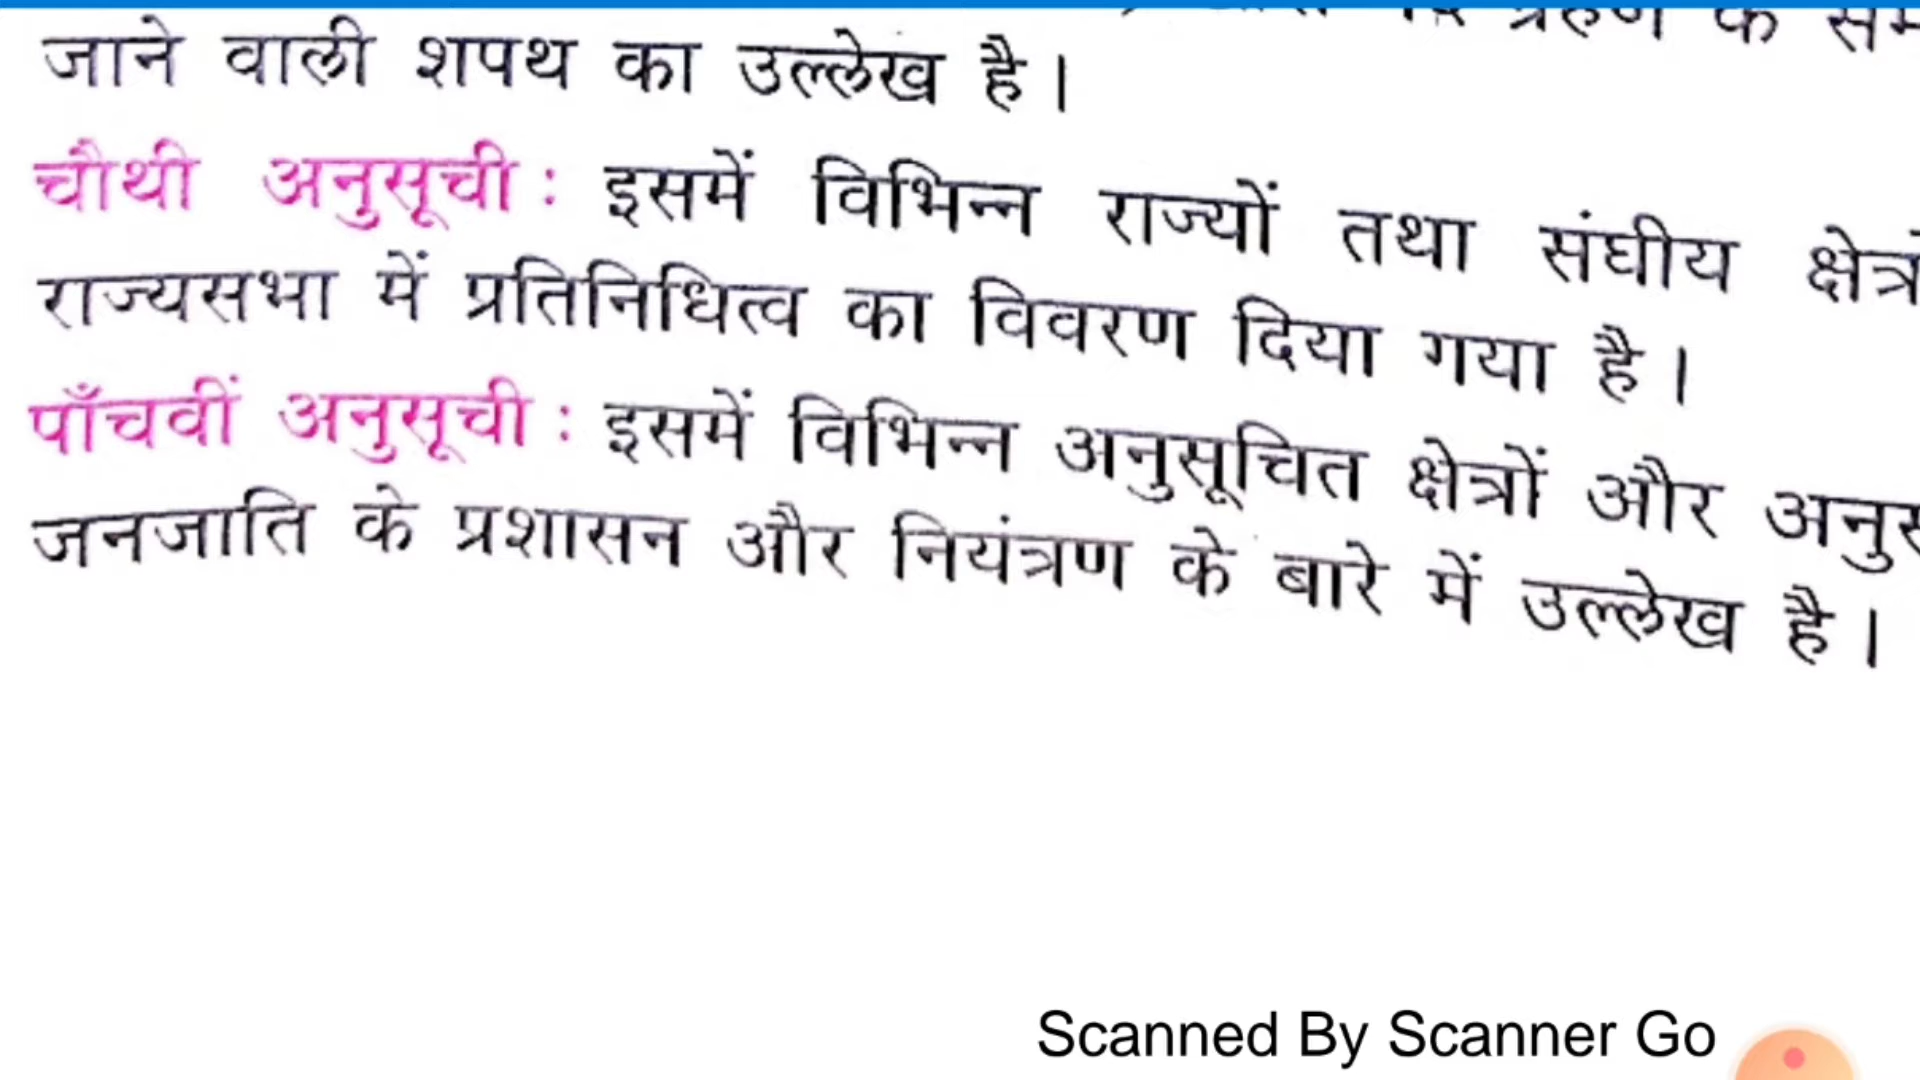 ग्रहण के
जाने वाली शपथ का उल्लेख है।
चौथी अनुसूची : इसमें विभिन्न राज्यों तथा संघीय
राज्यसभा में प्रतिनिधित्व का विवरण दिया गया है।
पाँचवीं अनुसूची : इसमें विभिन्न अनुसूचित क्षेत्रों और
जनजाति के प्रशासन और नियंत्रण के बारे में उल्लेख है।
Scanned By Scanner Go